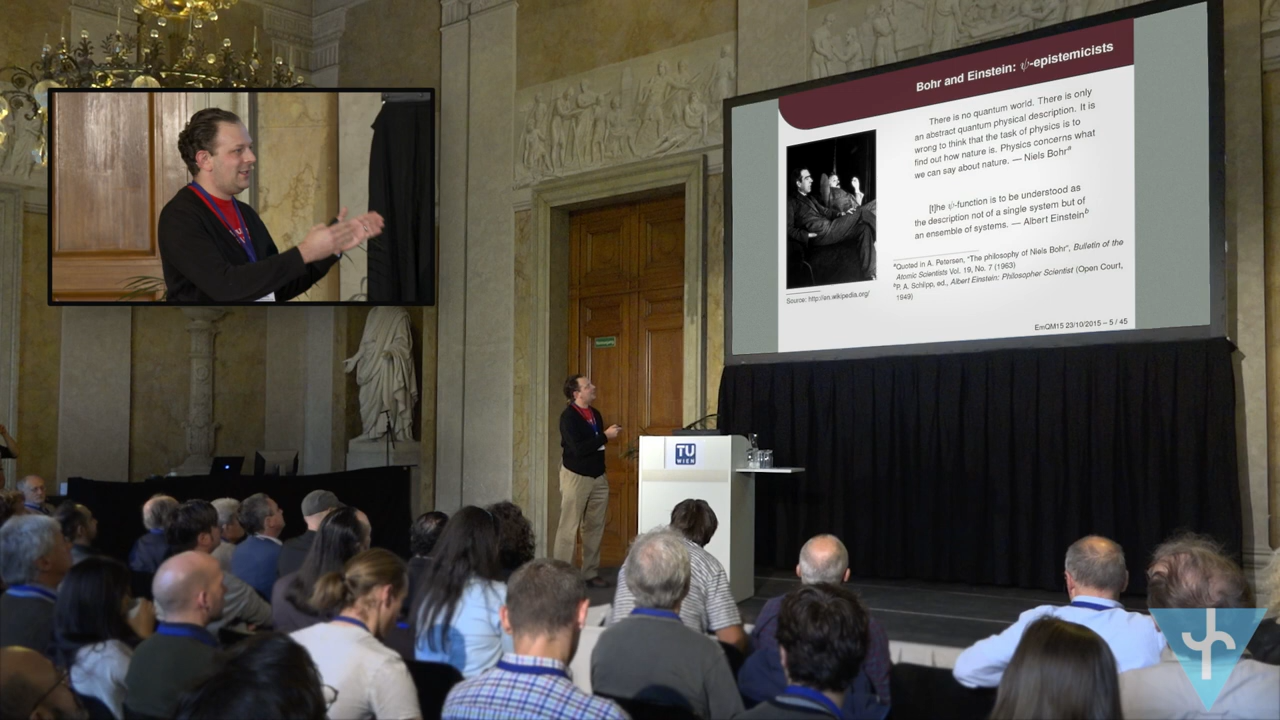 Bohr and Einstein: ψ-epistemicists
There is no quantum world. There is only
an abstract quantum physical description. It is
wrong to think that the task of physics is to
find out how nature is. Physics concerns what
we can say about nature. — Niels Bohrᵃ
[t]he ψ-function is to be understood as
the description not of a single system but of
an ensemble of systems. — Albert Einsteinᵇ
ᵃQuoted in A. Petersen, "The philosophy of Niels Bohr", Bulletin of the
Atomic Scientists Vol. 19, No. 7 (1963)
ᵇP. A. Schilpp, ed., Albert Einstein: Philosopher Scientist (Open Court,
1949)
Source: http://en.wikipedia.org/
EmQM15 23/10/2015 – 5 / 45
TU
WIEN